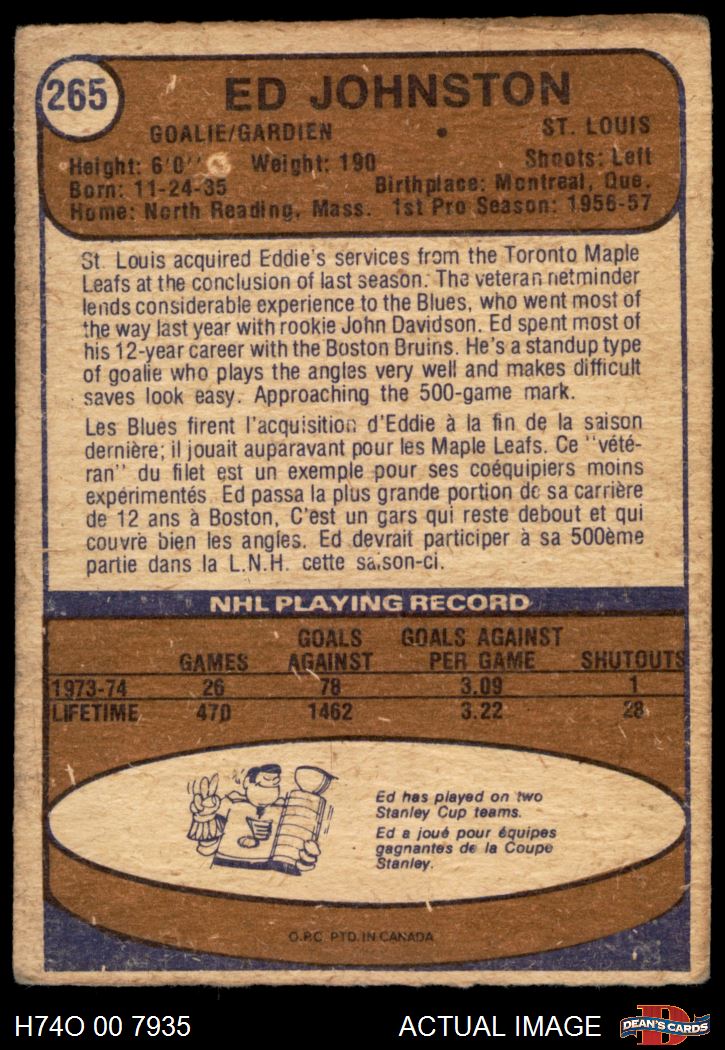 265
ED JOHNSTON
GOALIE/GARDIEN • ST. LOUIS
Height: 6'0" Weight: 190 Shoots: Left
Born: 11-24-35 Birthplace: Montreal, Que.
Home: North Reading, Mass. 1st Pro Season: 1956-57
St. Louis acquired Eddie's services from the Toronto Maple
Leafs at the conclusion of last season. The veteran netminder
lends considerable experience to the Blues, who went most of
the way last year with rookie John Davidson. Ed spent most of
his 12-year career with the Boston Bruins. He's a standup type
of goalie who plays the angles very well and makes difficult
saves look easy. Approaching the 500-game mark.
Les Blues firent l'acquisition d'Eddie à la fin de la saison
dernière; il jouait auparavant pour les Maple Leafs. Ce "vété-
ran" du filet est un exemple pour ses coéquipiers moins
expérimentés. Ed passa la plus grande portion de sa carrière
de 12 ans à Boston, C'est un gars qui reste debout et qui
couvre bien les angles. Ed devrait participer à sa 500ème
partie dans la L.N.H. cette saison-ci.
NHL PLAYING RECORD
GOALS GOALS AGAINST
GAMES AGAINST PER GAME SHUTOUTS
1973-74 26 78 3.09 1
LIFETIME 470 1462 3.22 28
Ed has played on two
Stanley Cup teams.
Ed a joué pour équipes
gagnantes de la Coupe
Stanley.
O.P.C. PTD. IN CANADA
H74O 00 7935 ACTUAL IMAGE
D
DEAN'S CARDS